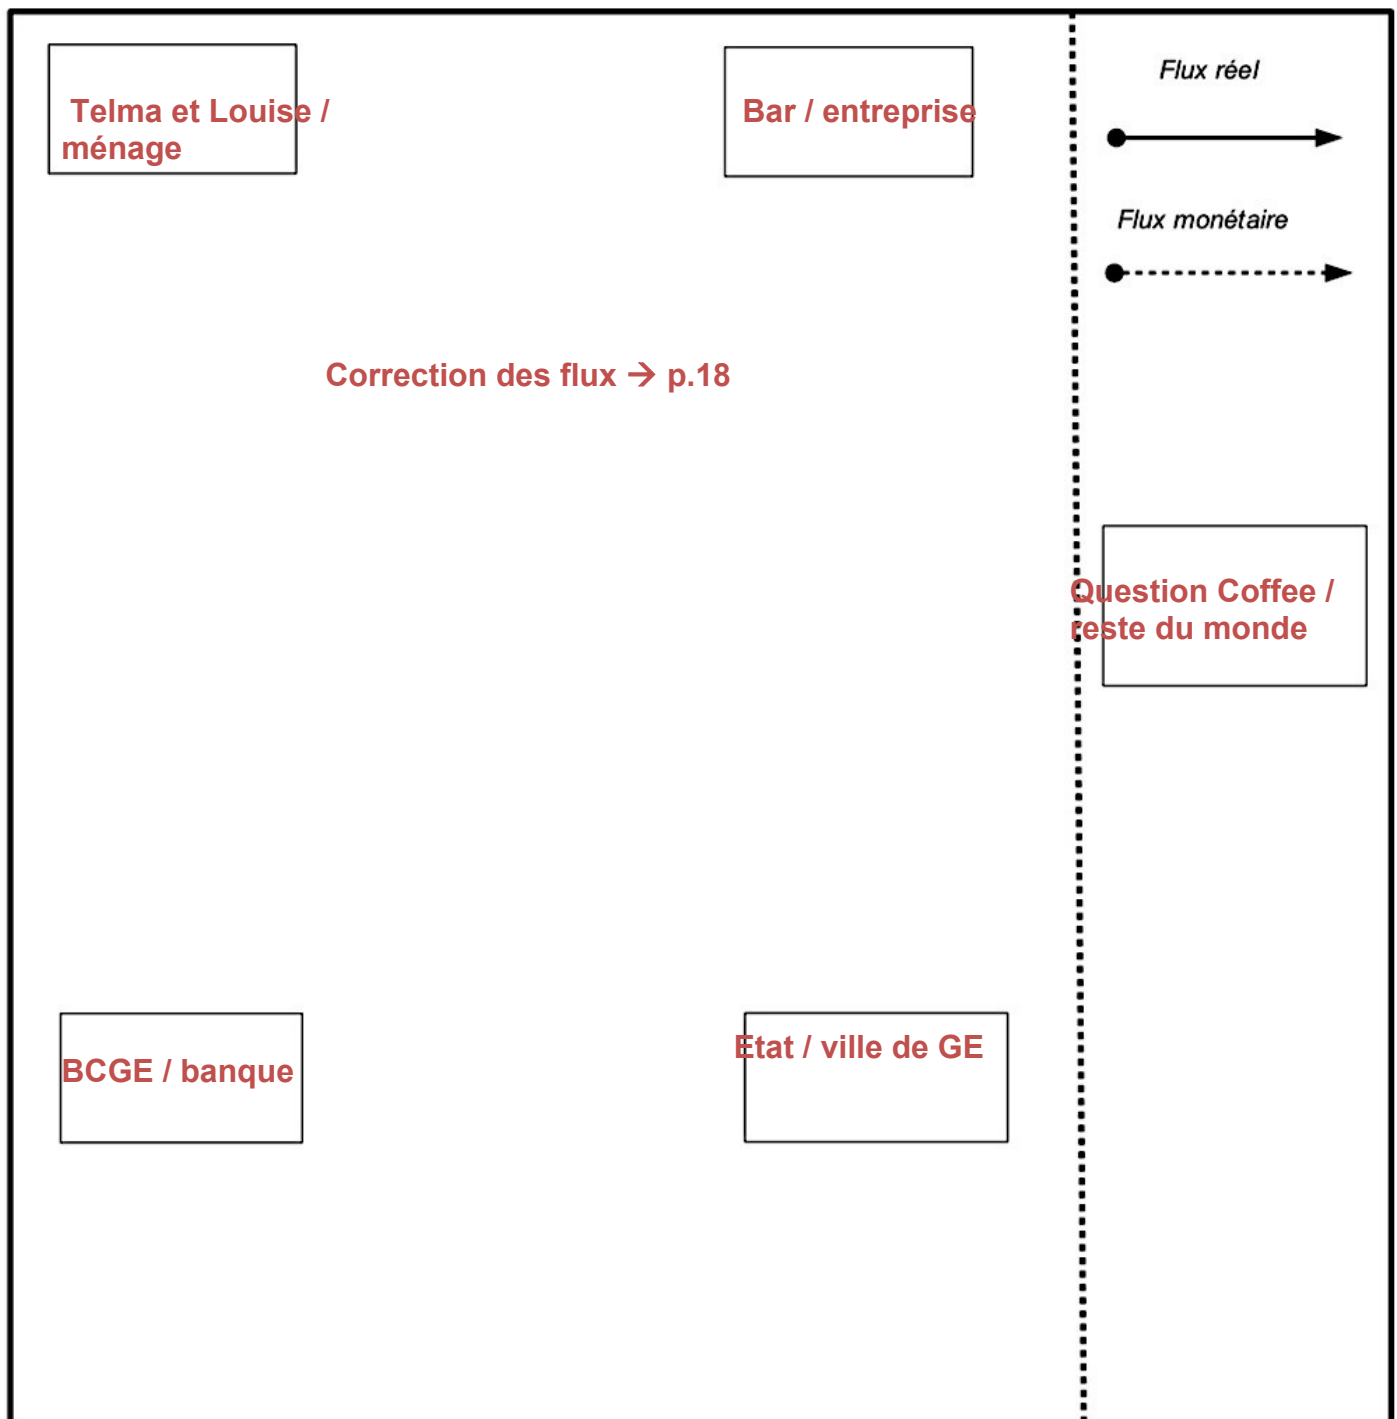 Telma et Louise /
ménage
Bar / entreprise
Flux réel
Flux monétaire
Correction des flux → p.18
Question Coffee /
reste du monde
BCGE / banque
Etat / ville de GE